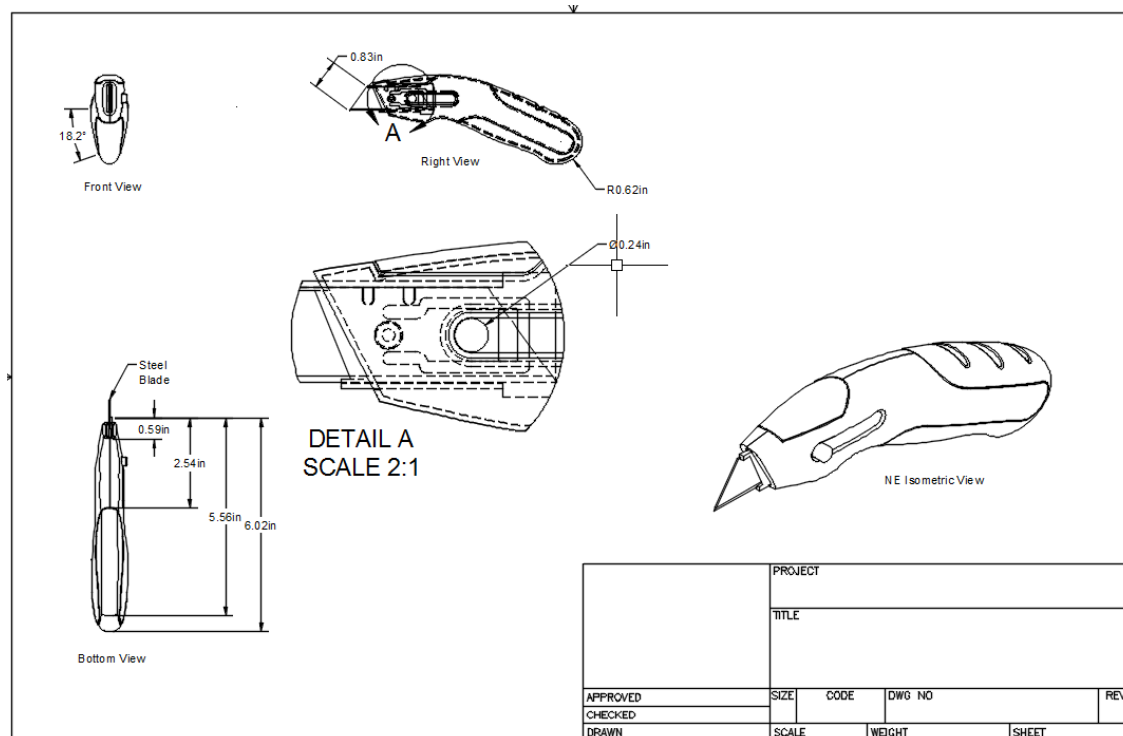 0.83in
A
Right View
R0.62in
18.2°
Front View
Ø0.24in
Steel
Blade
0.59in
2.54in
5.56in
6.02in
Bottom View
DETAIL A
SCALE 2:1
NE Isometric View
PROJECT
TITLE
APPROVED
SIZE CODE DWG NO REV
CHECKED
DRAWN
SCALE WEIGHT SHEET